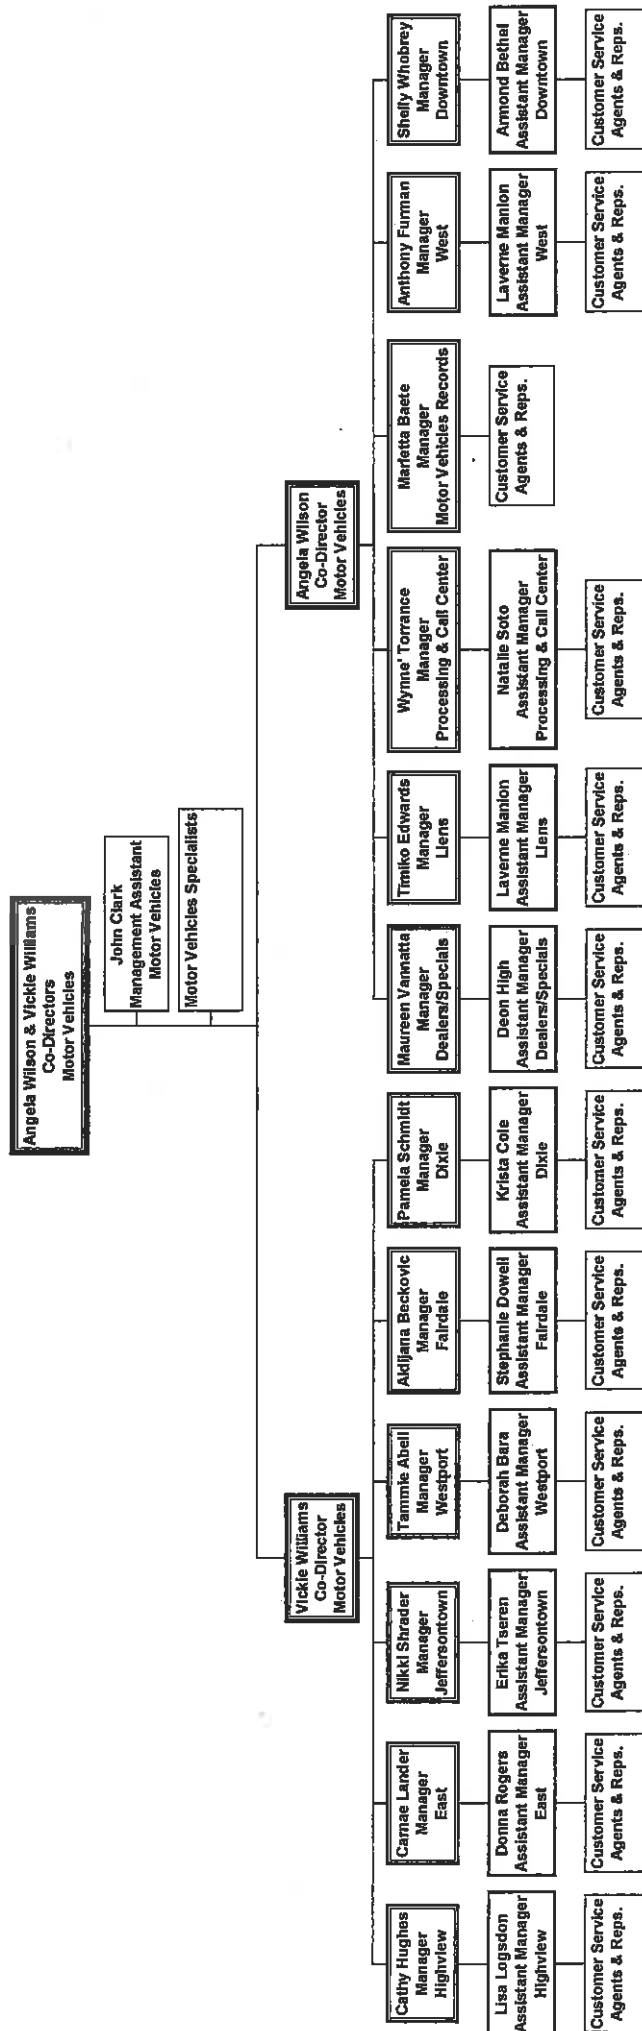 Angela Wilson & Vickie Williams
Co-Directors
Motor Vehicles
John Clark
Management Assistant
Motor Vehicles
Motor Vehicles Specialists
Vickie Williams
Co-Director
Motor Vehicles
Angela Wilson
Co-Director
Motor Vehicles
Cathy Hughes
Manager
Highview
Carnae Lander
Manager
East
Nikki Shrader
Manager
Jeffersontown
Tammie Abell
Manager
Westport
Aldijana Beckovic
Manager
Fairdale
Pamela Schmidt
Manager
Dixie
Maureen Vannatta
Manager
Dealers/Specials
Timiko Edwards
Manager
Liens
Wynne' Torrance
Manager
Processing & Call Center
Marietta Baete
Manager
Motor Vehicles Records
Anthony Furman
Manager
West
Shelly Whobrey
Manager
Downtown
Lisa Logsdon
Assistant Manager
Highview
Donna Rogers
Assistant Manager
East
Erika Tseren
Assistant Manager
Jeffersontown
Deborah Bara
Assistant Manager
Westport
Stephanie Dowell
Assistant Manager
Fairdale
Krista Cole
Assistant Manager
Dixie
Deon High
Assistant Manager
Dealers/Specials
Laverne Manion
Assistant Manager
Liens
Natalie Soto
Assistant Manager
Processing & Call Center
Customer Service
Agents & Reps.
Laverne Manion
Assistant Manager
West
Armond Bethel
Assistant Manager
Downtown
Customer Service
Agents & Reps.
Customer Service
Agents & Reps.
Customer Service
Agents & Reps.
Customer Service
Agents & Reps.
Customer Service
Agents & Reps.
Customer Service
Agents & Reps.
Customer Service
Agents & Reps.
Customer Service
Agents & Reps.
Customer Service
Agents & Reps.
Customer Service
Agents & Reps.
Customer Service
Agents & Reps.